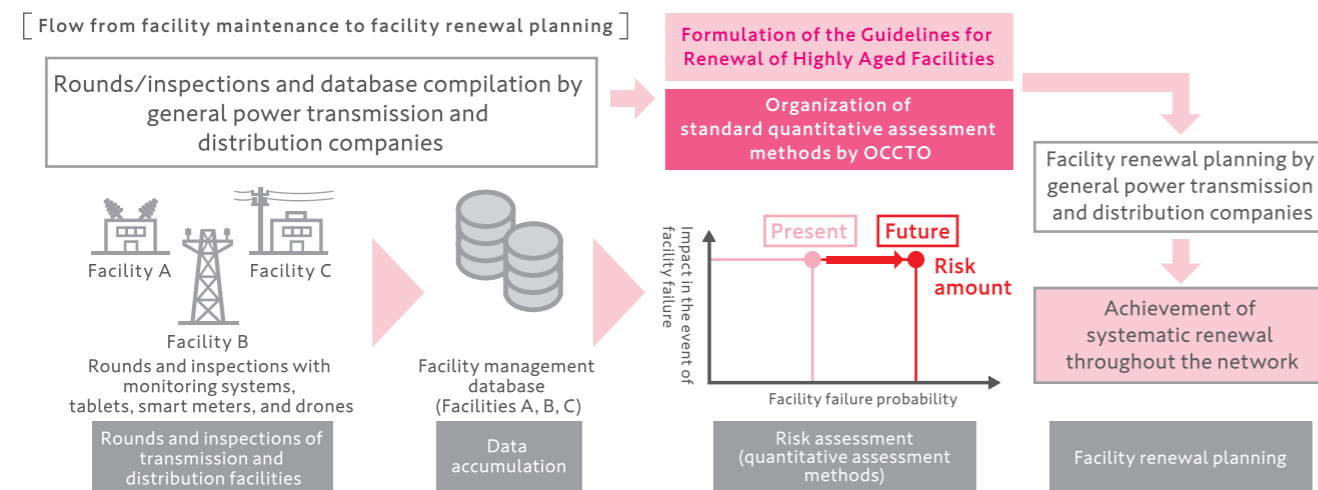 [ Flow from facility maintenance to facility renewal planning ]
Rounds/inspections and database compilation by
general power transmission and
distribution companies
Formulation of the Guidelines for
Renewal of Highly Aged Facilities
Organization of
standard quantitative assessment
methods by OCCTO
Facility renewal planning by
general power transmission
and distribution companies
Achievement of
systematic renewal
throughout the network
Facility A
Facility C
Facility B
Rounds and inspections with
monitoring systems,
tablets, smart meters, and drones
Rounds and inspections of
transmission and
distribution facilities
Facility management
database
(Facilities A, B, C)
Data
accumulation
Impact in the event of
facility failure
Present
Future
Risk
amount
Facility failure probability
Risk assessment
(quantitative assessment
methods)
Facility renewal planning